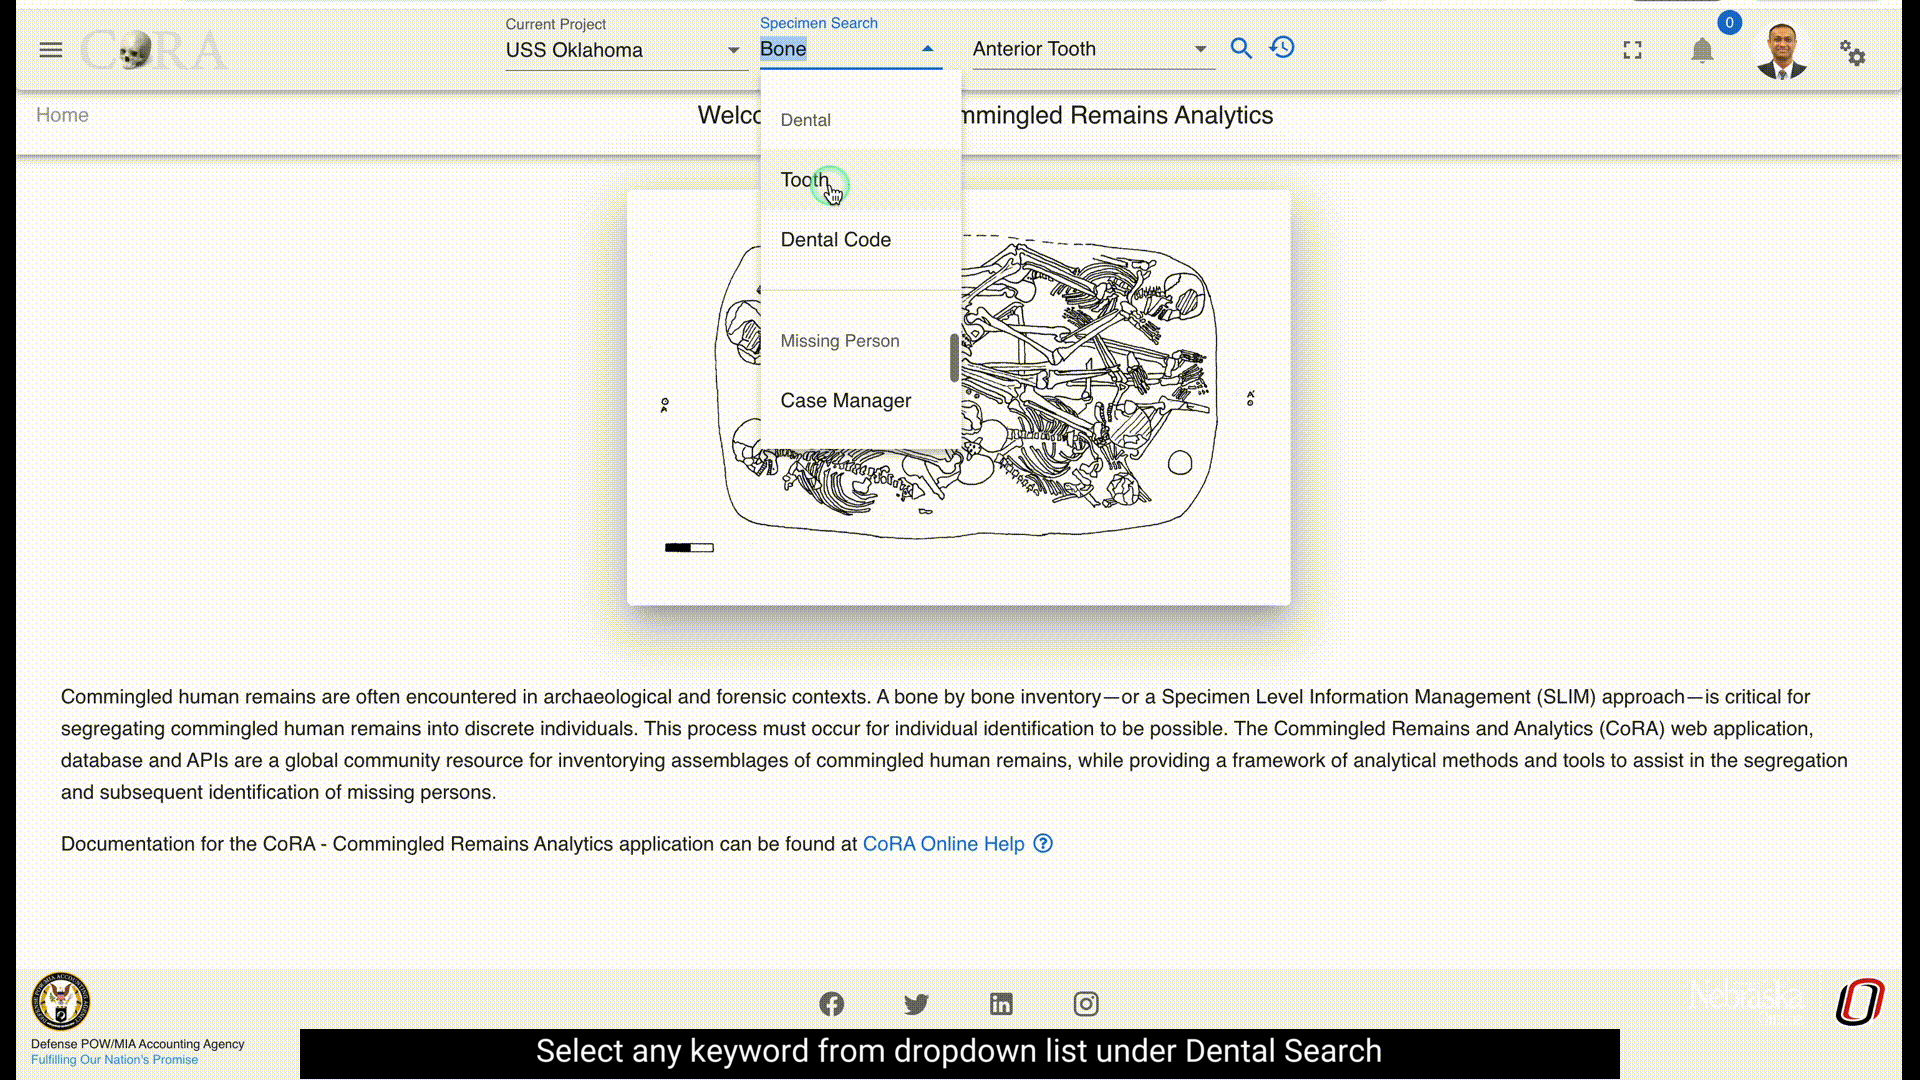 CoRA
Current Project
USS Oklahoma
Specimen Search
Bone
Anterior Tooth
0
Home
Welco
mmingled Remains Analytics
Dental
Tooth
Dental Code
Missing Person
Case Manager
Commingled human remains are often encountered in archaeological and forensic contexts. A bone by bone inventory—or a Specimen Level Information Management (SLIM) approach—is critical for
segregating commingled human remains into discrete individuals. This process must occur for individual identification to be possible. The Commingled Remains and Analytics (CoRA) web application,
database and APIs are a global community resource for inventorying assemblages of commingled human remains, while providing a framework of analytical methods and tools to assist in the segregation
and subsequent identification of missing persons.
Documentation for the CoRA - Commingled Remains Analytics application can be found at CoRA Online Help
Nebraska
Defense POW/MIA Accounting Agency
Fulfilling Our Nation's Promise
Select any keyword from dropdown list under Dental Search